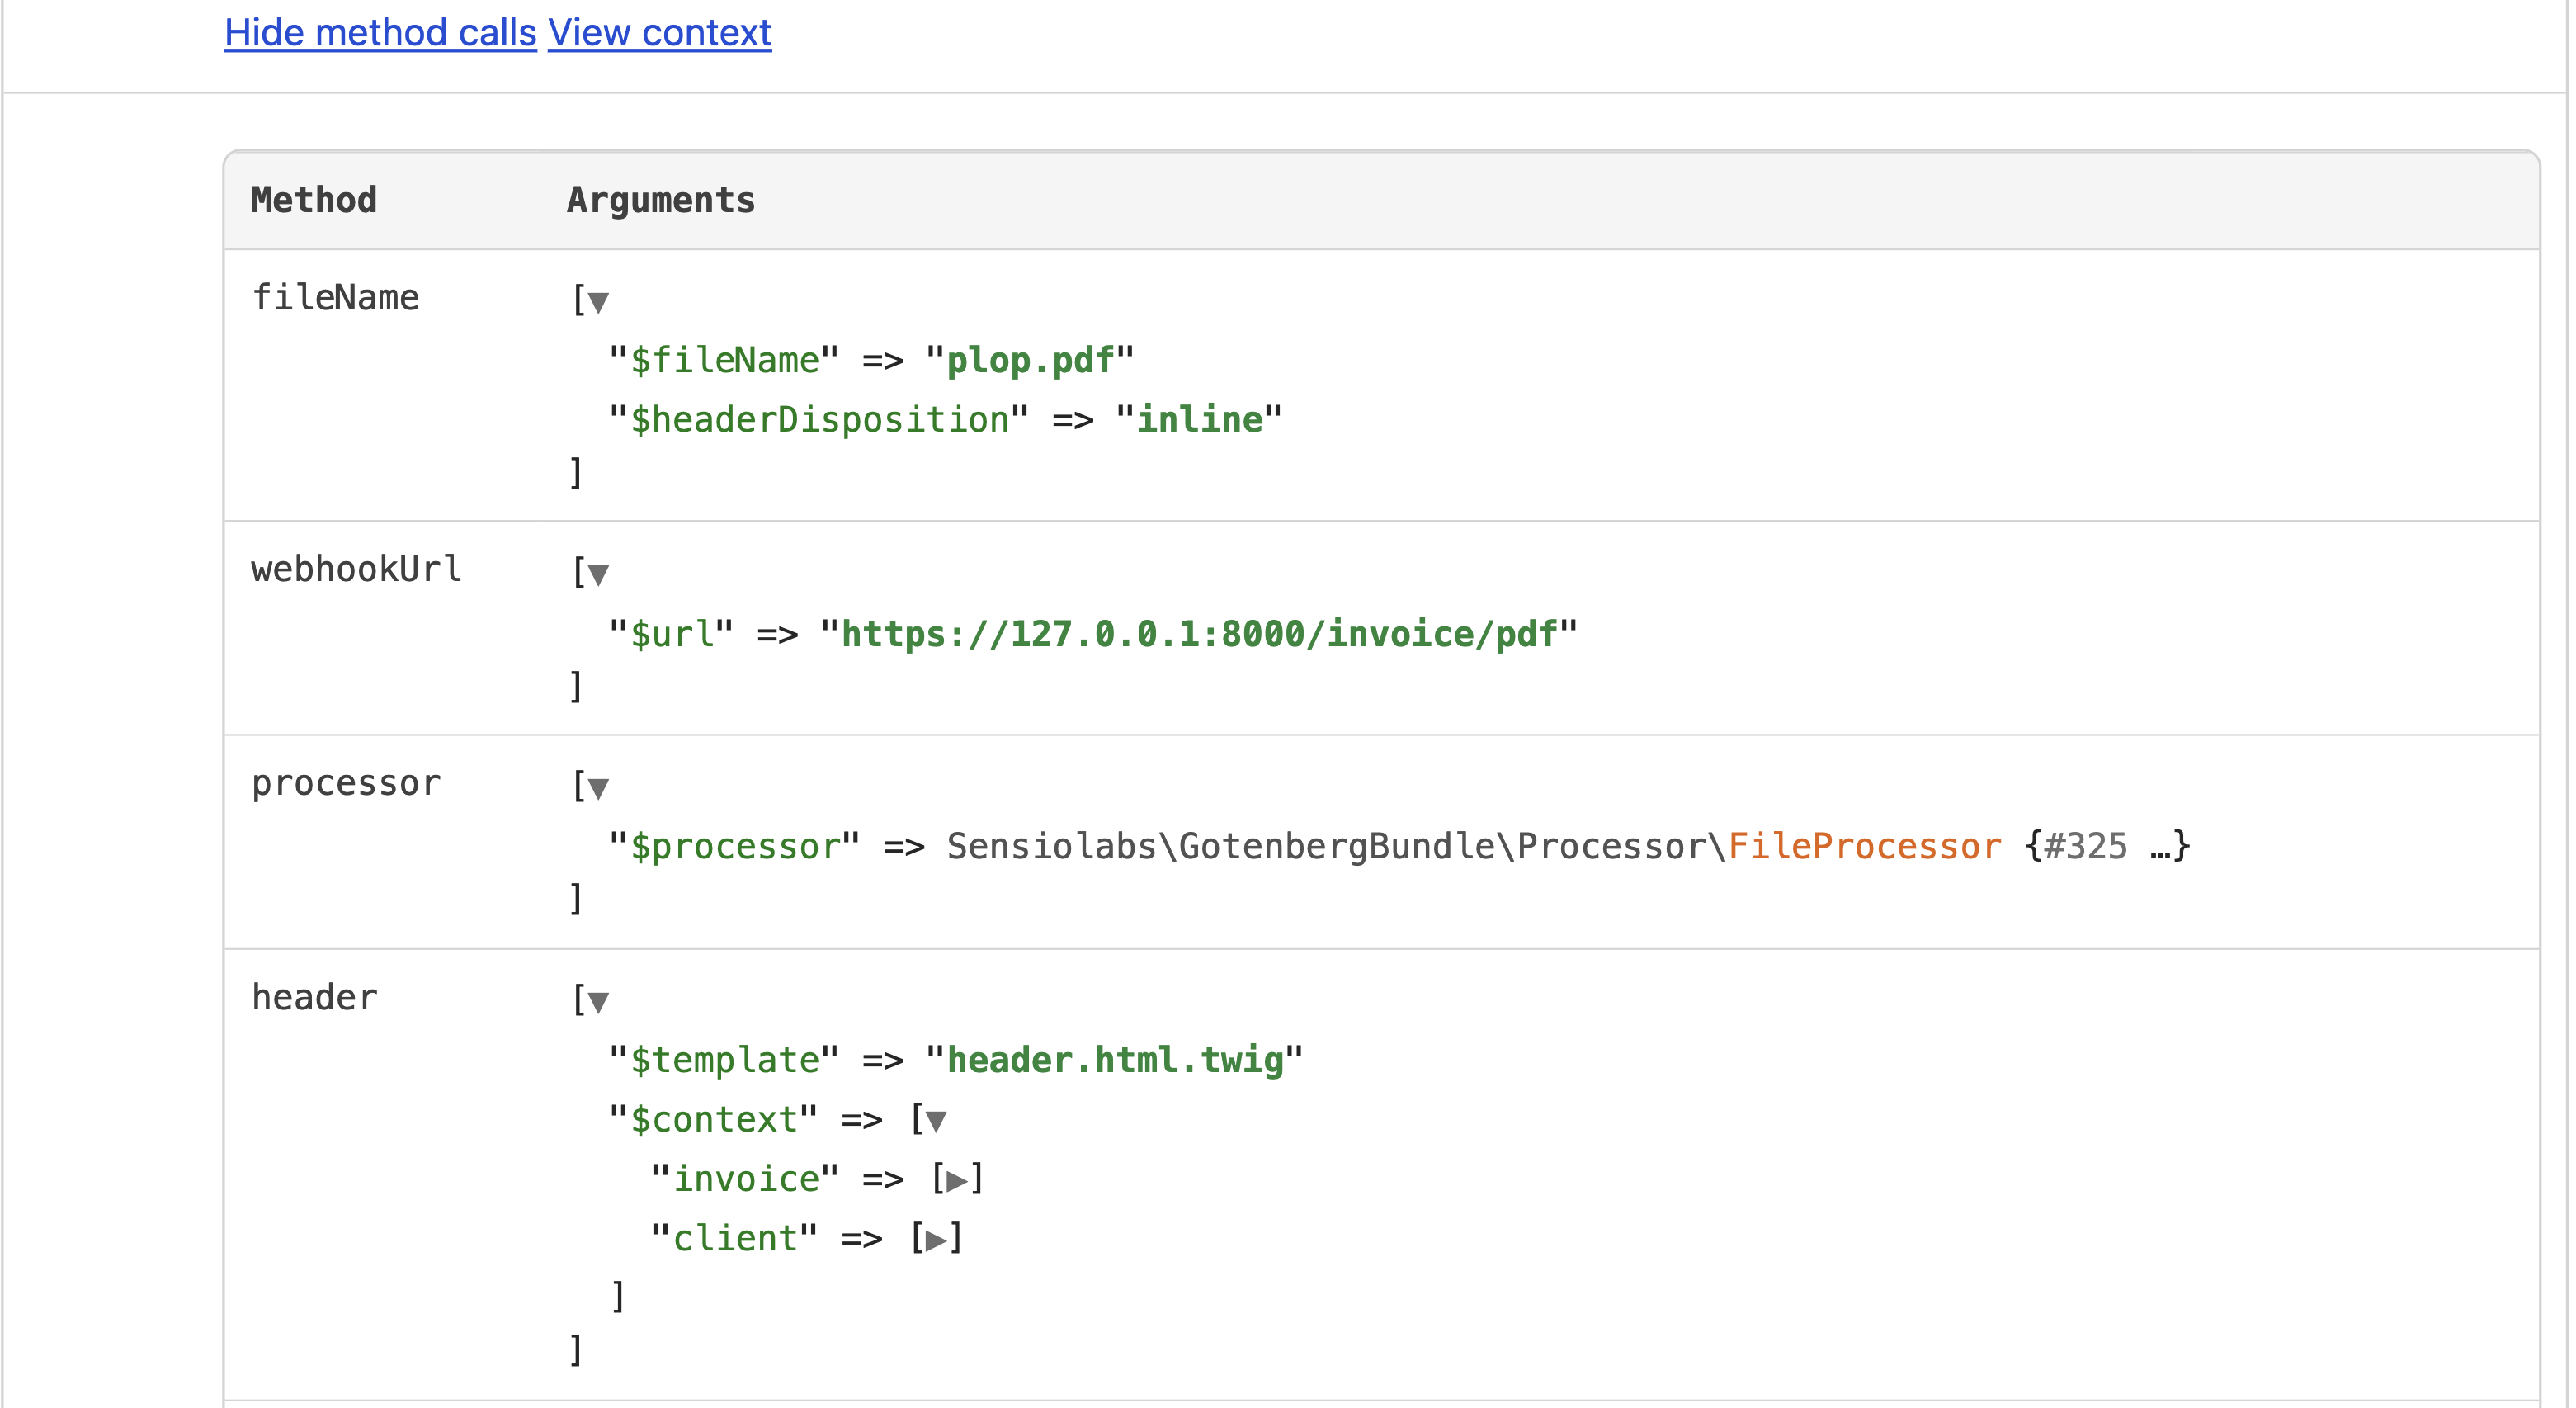 Hide method calls View context
Method Arguments
fileName [▼
"$fileName" => "plop.pdf"
"$headerDisposition" => "inline"
]
webhookUrl [▼
"$url" => "https://127.0.0.1:8000/invoice/pdf"
]
processor [▼
"$processor" => Sensiolabs\GotenbergBundle\Processor\FileProcessor {#325 …}
]
header [▼
"$template" => "header.html.twig"
"$context" => [▼
"invoice" => [▶]
"client" => [▶]
]
]